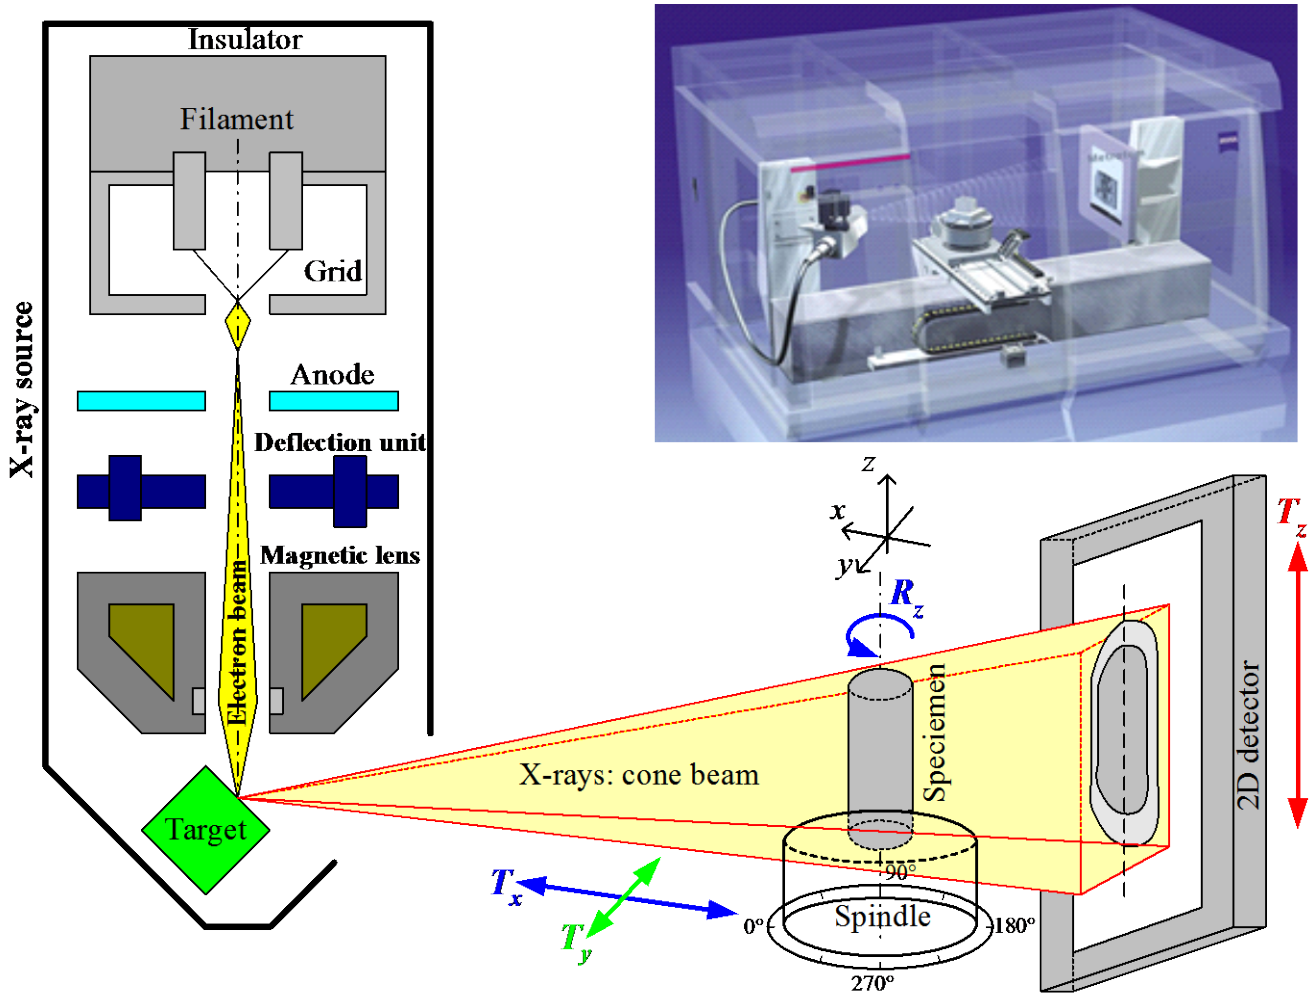 Insulator
Filament
Grid
Anode
Deflection unit
Magnetic lens
Electron beam
X-ray source
Target
X-rays: cone beam
z
x
y
R_z
T_z
Speciemen
2D detector
T_x
T_y
90°
0°
Spindle
180°
270°